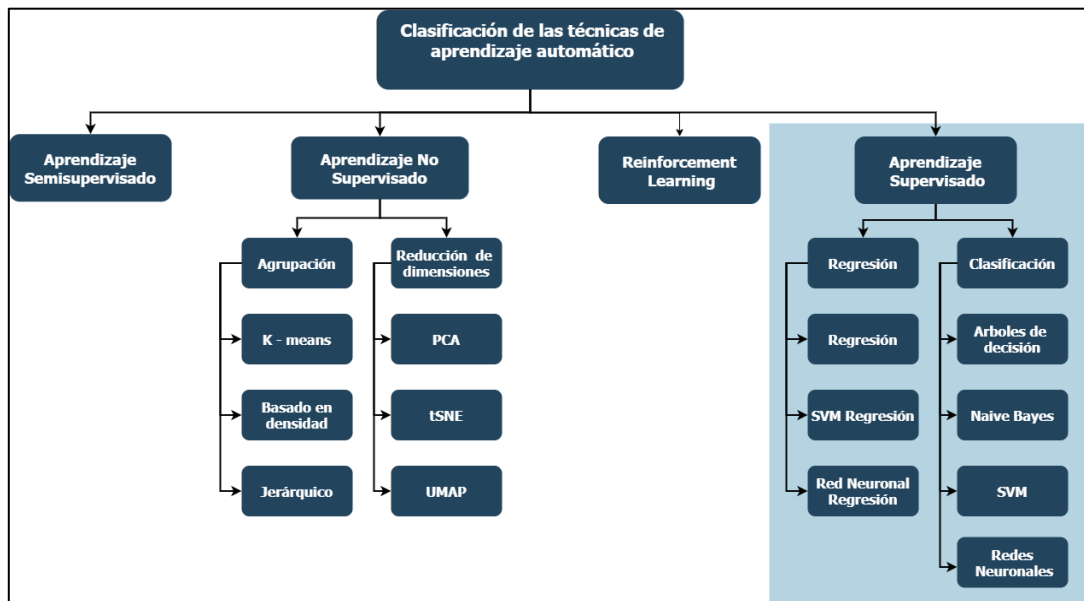 Clasificación de las técnicas de
aprendizaje automático
Aprendizaje
Semisupervisado
Aprendizaje No
Supervisado
Reinforcement
Learning
Aprendizaje
Supervisado
Agrupación
K - means
Basado en
densidad
Jerárquico
Reducción de
dimensiones
PCA
tSNE
UMAP
Regresión
Regresión
SVM Regresión
Red Neuronal
Regresión
Clasificación
Arboles de
decisión
Naive Bayes
SVM
Redes
Neuronales